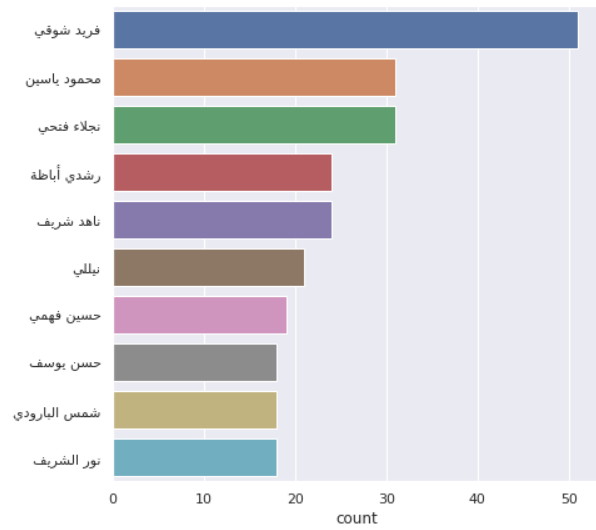 فريد شوقي
محمود ياسين
نجلاء فتحي
رشدي أباظة
ناهد شريف
نيللي
حسين فهمي
حسن يوسف
شمس البارودي
نور الشريف
0 10 20 30 40 50
count